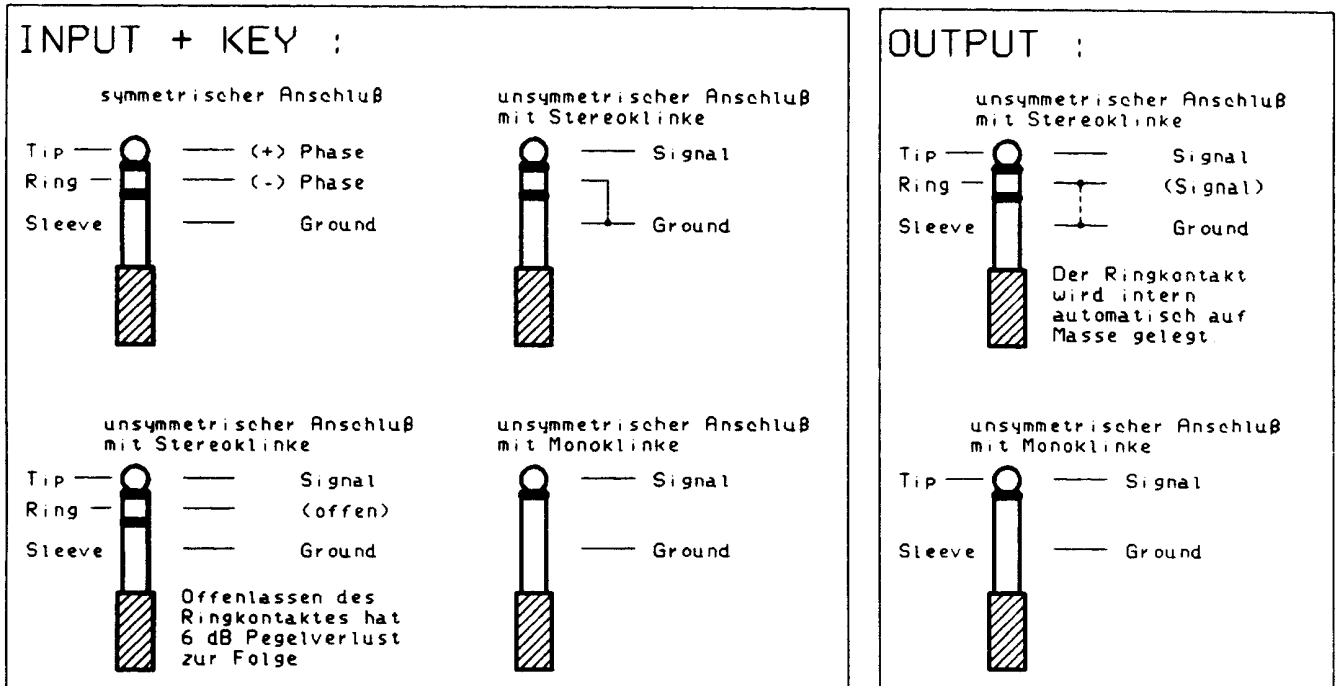 INPUT + KEY :
symmetrischer Anschluß
Tip
(+) Phase
Ring
(-) Phase
Sleeve
Ground
unsymmetrischer Anschluß
mit Stereoklinke
Signal
Ground
unsymmetrischer Anschluß
mit Stereoklinke
Tip
Signal
Ring
(offen)
Sleeve
Ground
Offenlassen des
Ringkontaktes hat
6 dB Pegelverlust
zur Folge
unsymmetrischer Anschluß
mit Monoklinke
Signal
Ground
OUTPUT :
unsymmetrischer Anschluß
mit Stereoklinke
Tip
Signal
Ring
(Signal)
Sleeve
Ground
Der Ringkontakt
wird intern
automatisch auf
Masse gelegt.
unsymmetrischer Anschluß
mit Monoklinke
Tip
Signal
Sleeve
Ground